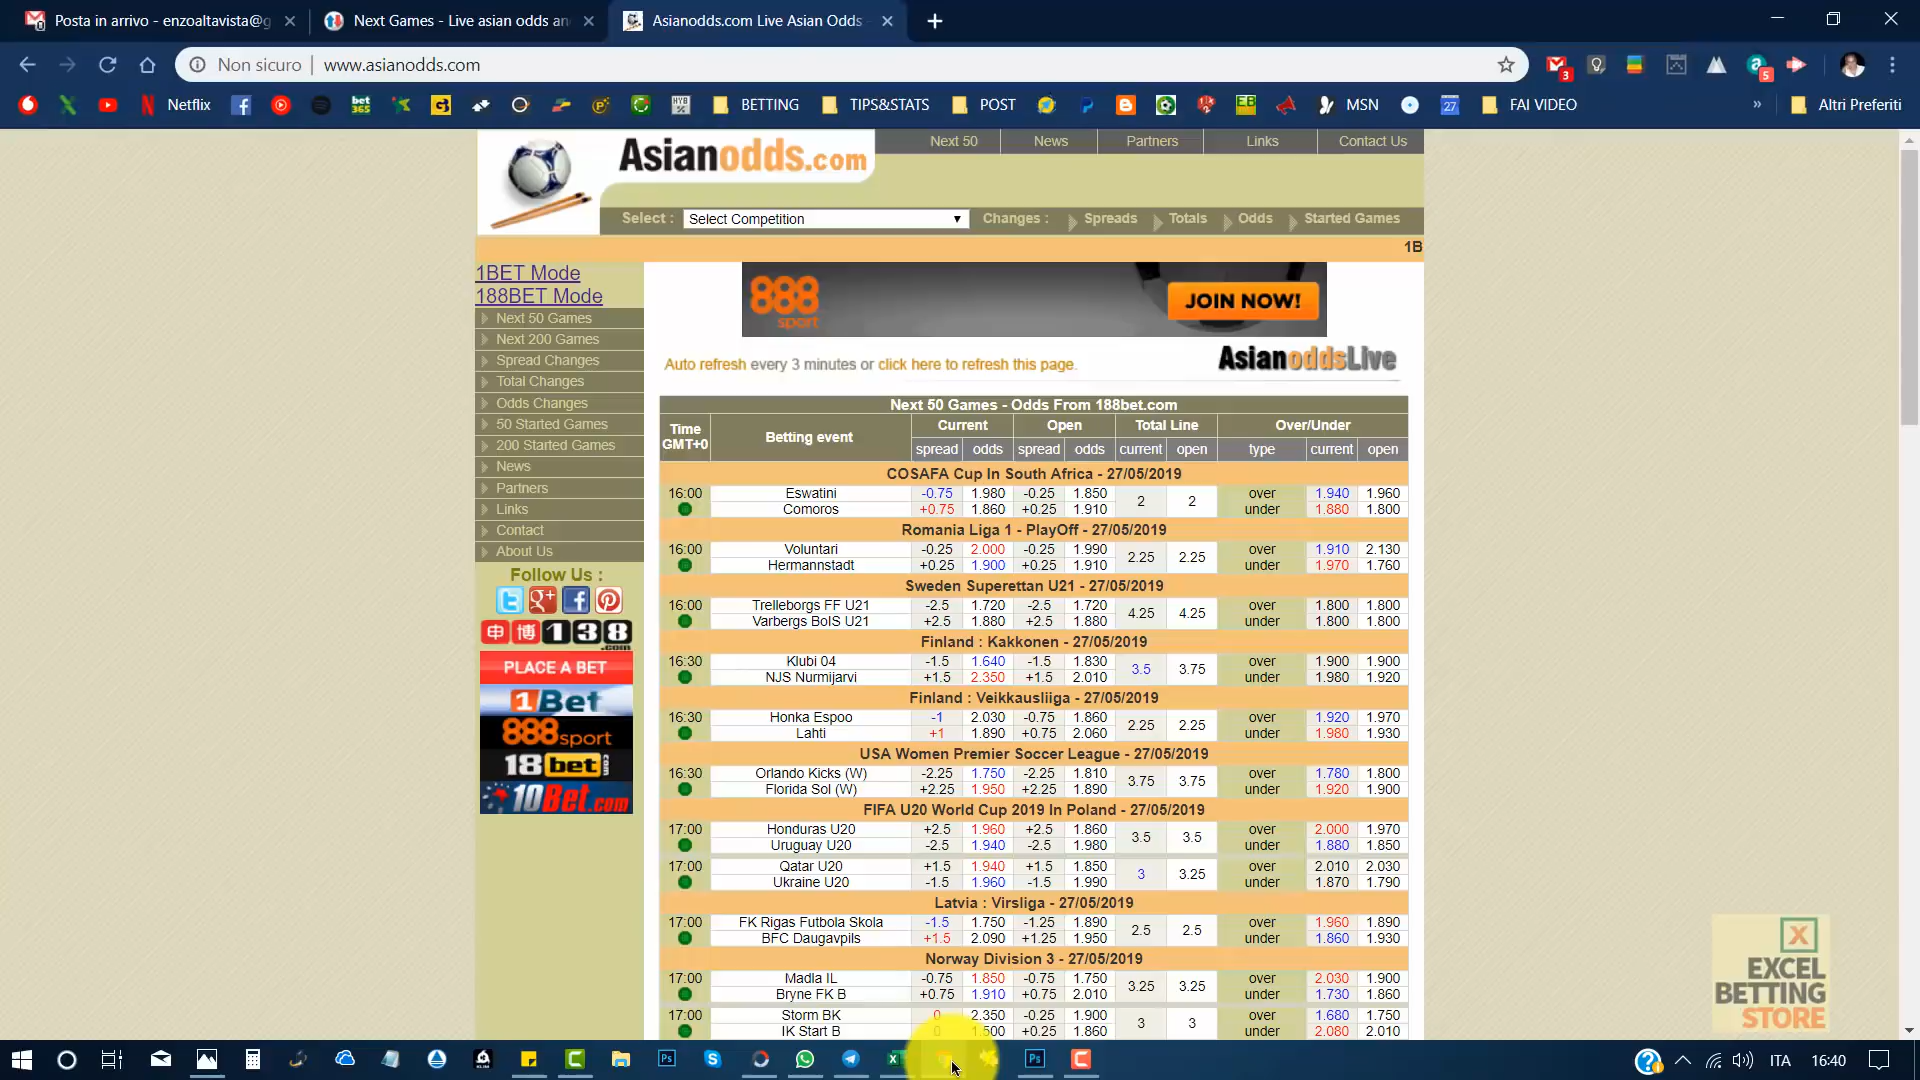 Posta in arrivo - enzoaltavista@g
Next Games - Live asian odds an
Asianodds.com Live Asian Odds -
Non sicuro | www.asianodds.com
3
5
Netflix
bet365
BETTING
TIPS&STATS
POST
EB
MSN
27
FAI VIDEO
»
Altri Preferiti
Asianodds.com
Next 50
News
Partners
Links
Contact Us
Select :
Select Competition
Changes :
Spreads
Totals
Odds
Started Games
1B
1BET Mode
188BET Mode
Next 50 Games
Next 200 Games
Spread Changes
Total Changes
Odds Changes
50 Started Games
200 Started Games
News
Partners
Links
Contact
About Us
Follow Us :
申博138.com
PLACE A BET
1Bet
888sport
18bet.com
10Bet.com
888sport
JOIN NOW!
Auto refresh every 3 minutes or click here to refresh this page.
AsianoddsLive
Next 50 Games - Odds From 188bet.com
Time GMT+0 Betting event Current Open Total Line Over/Under
spread odds spread odds current open type current open
COSAFA Cup In South Africa - 27/05/2019
16:00 Eswatini -0.75 1.980 -0.25 1.850 2 2 over 1.940 1.960
Comoros +0.75 1.860 +0.25 1.910 under 1.880 1.800
Romania Liga 1 - PlayOff - 27/05/2019
16:00 Voluntari -0.25 2.000 -0.25 1.990 2.25 2.25 over 1.910 2.130
Hermannstadt +0.25 1.900 +0.25 1.910 under 1.970 1.760
Sweden Superettan U21 - 27/05/2019
16:00 Trelleborgs FF U21 -2.5 1.720 -2.5 1.720 4.25 4.25 over 1.800 1.800
Varbergs BoIS U21 +2.5 1.880 +2.5 1.880 under 1.800 1.800
Finland : Kakkonen - 27/05/2019
16:30 Klubi 04 -1.5 1.640 -1.5 1.830 3.5 3.75 over 1.900 1.900
NJS Nurmijarvi +1.5 2.350 +1.5 2.010 under 1.980 1.920
Finland : Veikkausliiga - 27/05/2019
16:30 Honka Espoo -1 2.030 -0.75 1.860 2.25 2.25 over 1.920 1.970
Lahti +1 1.890 +0.75 2.060 under 1.980 1.930
USA Women Premier Soccer League - 27/05/2019
16:30 Orlando Kicks (W) -2.25 1.750 -2.25 1.810 3.75 3.75 over 1.780 1.800
Florida Sol (W) +2.25 1.950 +2.25 1.890 under 1.920 1.900
FIFA U20 World Cup 2019 In Poland - 27/05/2019
17:00 Honduras U20 +2.5 1.960 +2.5 1.860 3.5 3.5 over 2.000 1.970
Uruguay U20 -2.5 1.940 -2.5 1.980 under 1.880 1.850
17:00 Qatar U20 +1.5 1.940 +1.5 1.850 3 3.25 over 2.010 2.030
Ukraine U20 -1.5 1.960 -1.5 1.990 under 1.870 1.790
Latvia : Virsliga - 27/05/2019
17:00 FK Rigas Futbola Skola -1.5 1.750 -1.25 1.890 2.5 2.5 over 1.960 1.890
BFC Daugavpils +1.5 2.090 +1.25 1.950 under 1.860 1.930
Norway Division 3 - 27/05/2019
17:00 Madla IL -0.75 1.850 -0.75 1.750 3.25 3.25 over 2.030 1.900
Bryne FK B +0.75 1.910 +0.75 2.010 under 1.730 1.860
17:00 Storm BK 0 2.350 -0.25 1.900 3 3 over 1.680 1.750
IK Start B 0 1.500 +0.25 1.860 under 2.080 2.010
EXCEL
BETTING
STORE
ITA
16:40